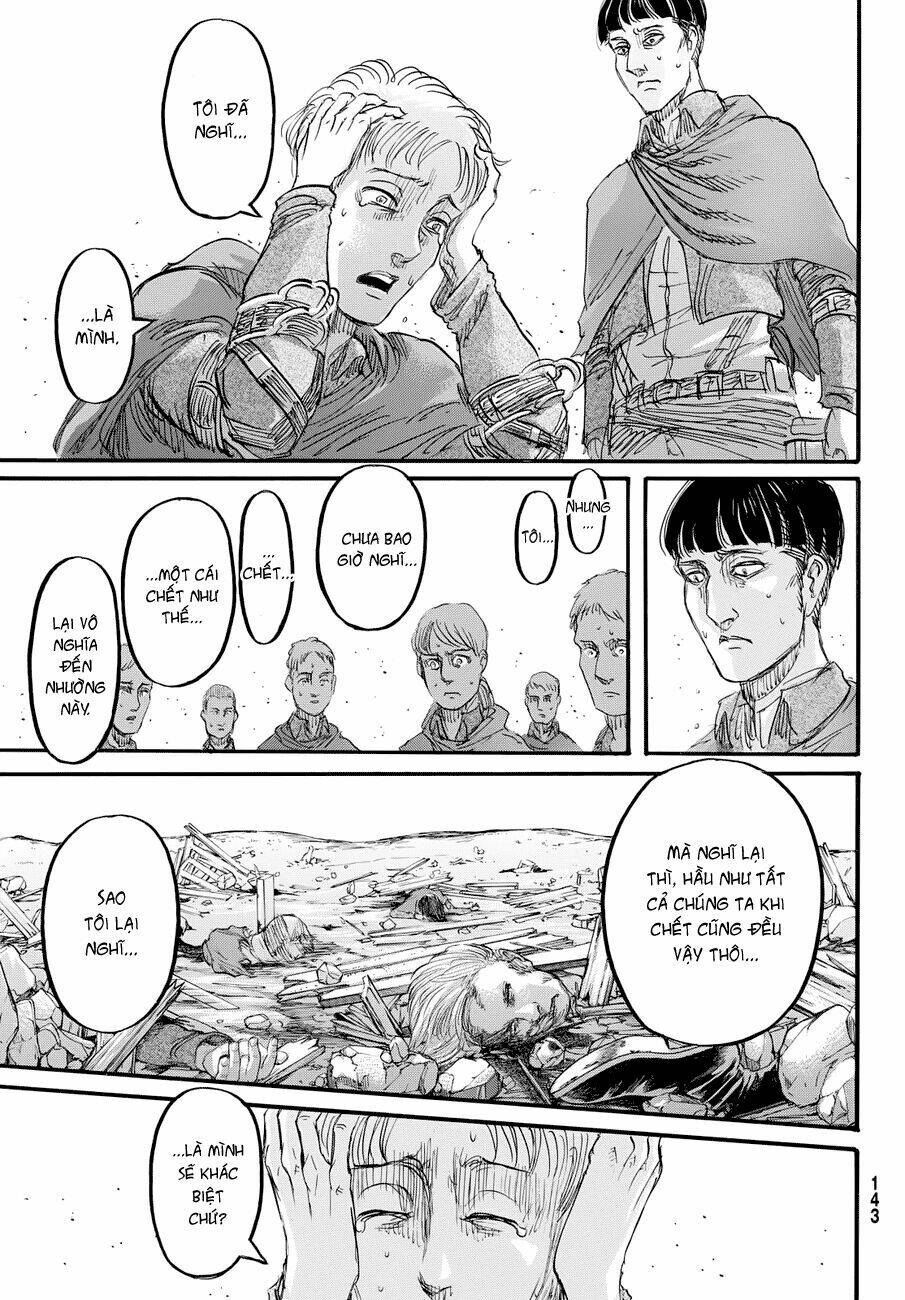 TÔI ĐÃ
NGHĨ...
...LÀ
MÌNH.
NHƯNG
...
TÔI...
CHƯA BAO
GIỜ NGHĨ...
...
CHẾT...
...MỘT CÁI
CHẾT NHƯ
THẾ...
LẠI VÔ
NGHĨA
ĐẾN
NHƯỜNG
NÀY.
MÀ NGHĨ LẠI
THÌ, HẦU NHƯ TẤT
CẢ CHÚNG TA KHI
CHẾT CŨNG ĐỀU
VẬY THÔI...
SAO
TÔI LẠI
NGHĨ...
...LÀ MÌNH
SẼ KHÁC
BIỆT
CHỨ?
143